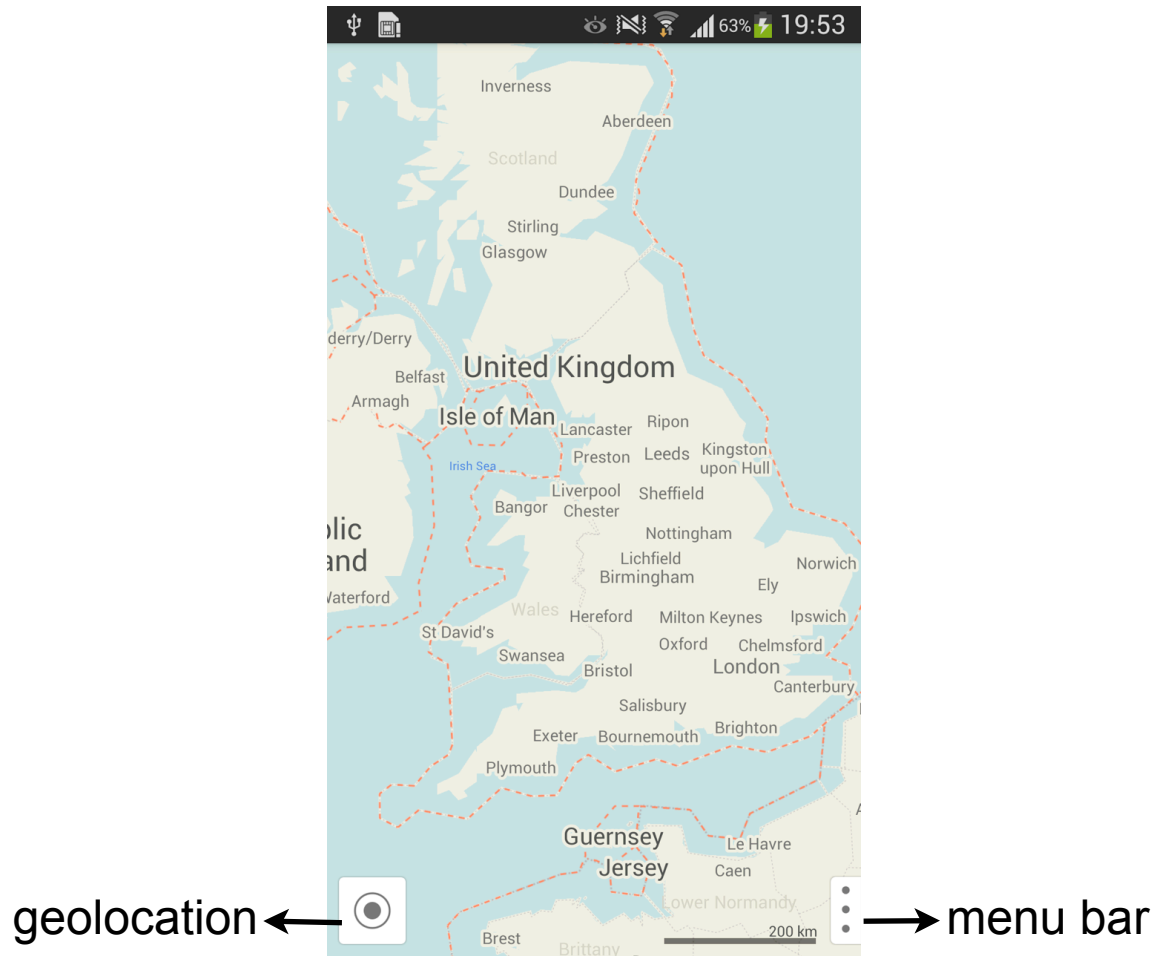 63% 19:53
Inverness
Aberdeen
Scotland
Dundee
Stirling
Glasgow
derry/Derry
United Kingdom
Belfast
Armagh
Isle of Man
Ripon
Lancaster
Kingston
upon Hull
Leeds
Preston
Irish Sea
Liverpool
Sheffield
Bangor
Chester
Nottingham
Lichfield
Birmingham
Norwich
Ely
Waterford
Wales
Hereford
Milton Keynes
Ipswich
St David's
Oxford
Chelmsford
Swansea
London
Bristol
Canterbury
Salisbury
Brighton
Exeter
Bournemouth
Plymouth
Guernsey
Le Havre
Jersey
Caen
Lower Normandy
geolocation
menu bar
200 km
Brest
Brittany